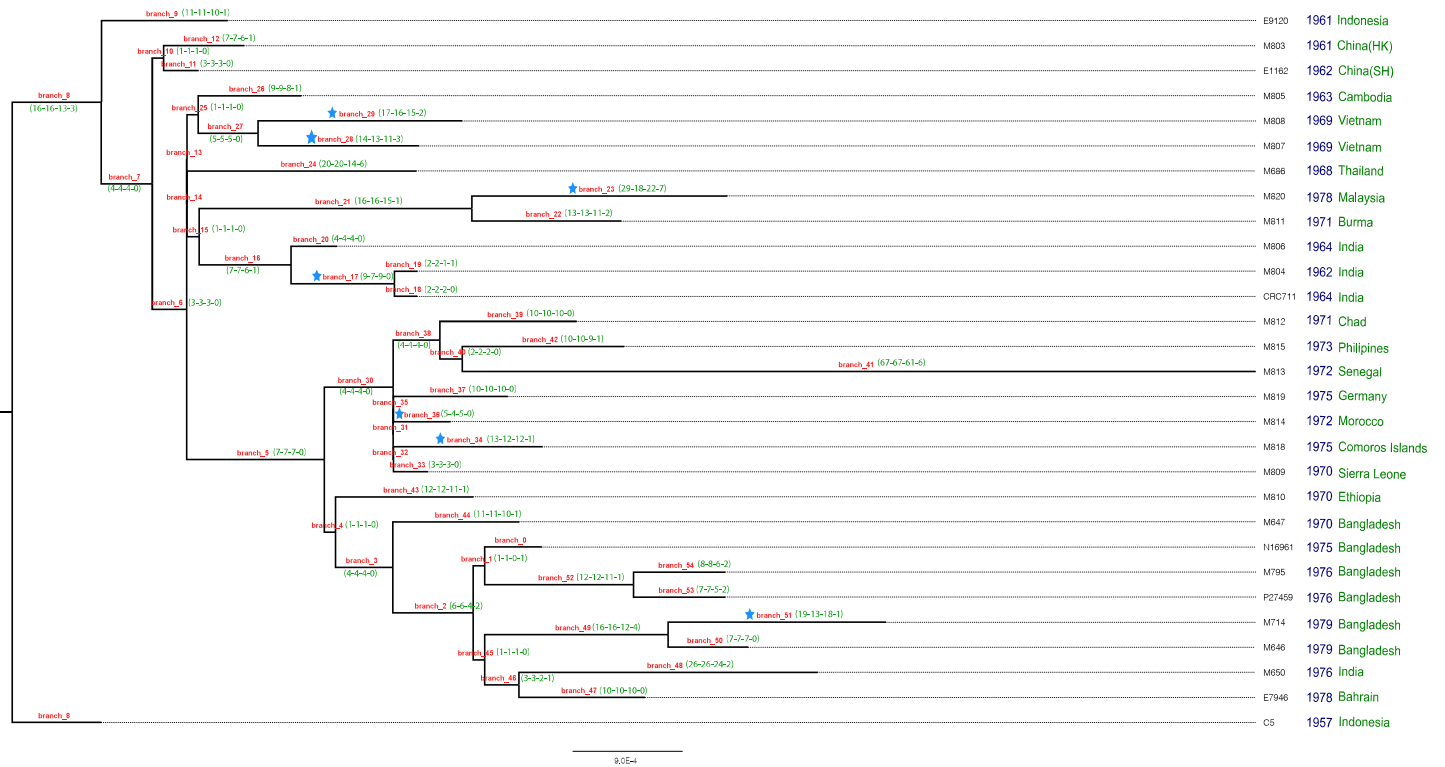 branch_9 (11-11-10-1) E9120 1961 Indonesia
branch_12 (7-7-6-1) M803 1961 China(HK)
branch_10 (1-1-1-0)
branch_11 (3-3-3-0) E1162 1962 China(SH)
branch_8
(16-16-13-3)
branch_26 (9-9-8-1) M805 1963 Cambodia
branch_25 (1-1-1-0)
branch_29 (17-16-15-2) M808 1969 Vietnam
branch_27
(5-5-5-0)
branch_28 (14-13-11-3) M807 1969 Vietnam
branch_13
branch_24 (20-20-14-6) M686 1968 Thailand
branch_7
(4-4-4-0)
branch_23 (29-18-22-7) M820 1978 Malaysia
branch_14
branch_21 (16-16-15-1)
branch_22 (13-13-11-2) M811 1971 Burma
branch_15 (1-1-1-0)
branch_20 (4-4-4-0) M806 1964 India
branch_16
(7-7-6-1)
branch_19 (2-2-1-1) M804 1962 India
branch_17 (9-7-9-0)
branch_18 (2-2-2-0) CRC711 1964 India
branch_6 (3-3-3-0)
branch_39 (10-10-10-0) M812 1971 Chad
branch_38
(4-4-4-0)
branch_42 (10-10-9-1) M815 1973 Philipines
branch_40 (2-2-2-0)
branch_41 (67-67-61-6) M813 1972 Senegal
branch_30
(4-4-4-0)
branch_37 (10-10-10-0) M819 1975 Germany
branch_35
branch_36 (5-4-5-0) M814 1972 Morocco
branch_31
branch_34 (13-12-12-1) M818 1975 Comoros Islands
branch_32
branch_5 (7-7-7-0)
branch_33 (3-3-3-0) M809 1970 Sierra Leone
branch_43 (12-12-11-1) M810 1970 Ethiopia
branch_4 (1-1-1-0)
branch_44 (11-11-10-1) M647 1970 Bangladesh
branch_3
(4-4-4-0)
branch_0 N16961 1975 Bangladesh
branch_1 (1-1-0-1)
branch_54 (8-8-6-2) M795 1976 Bangladesh
branch_52 (12-12-11-1)
branch_53 (7-7-5-2) P27459 1976 Bangladesh
branch_2 (6-6-4-2)
branch_51 (19-13-18-1) M714 1979 Bangladesh
branch_49 (16-16-12-4)
branch_50 (7-7-7-0) M646 1979 Bangladesh
branch_45 (1-1-1-0)
branch_48 (26-26-24-2) M650 1976 India
branch_46 (3-3-2-1)
branch_47 (10-10-10-0) E7946 1978 Bahrain
branch_8 C5 1957 Indonesia
9.0E-4